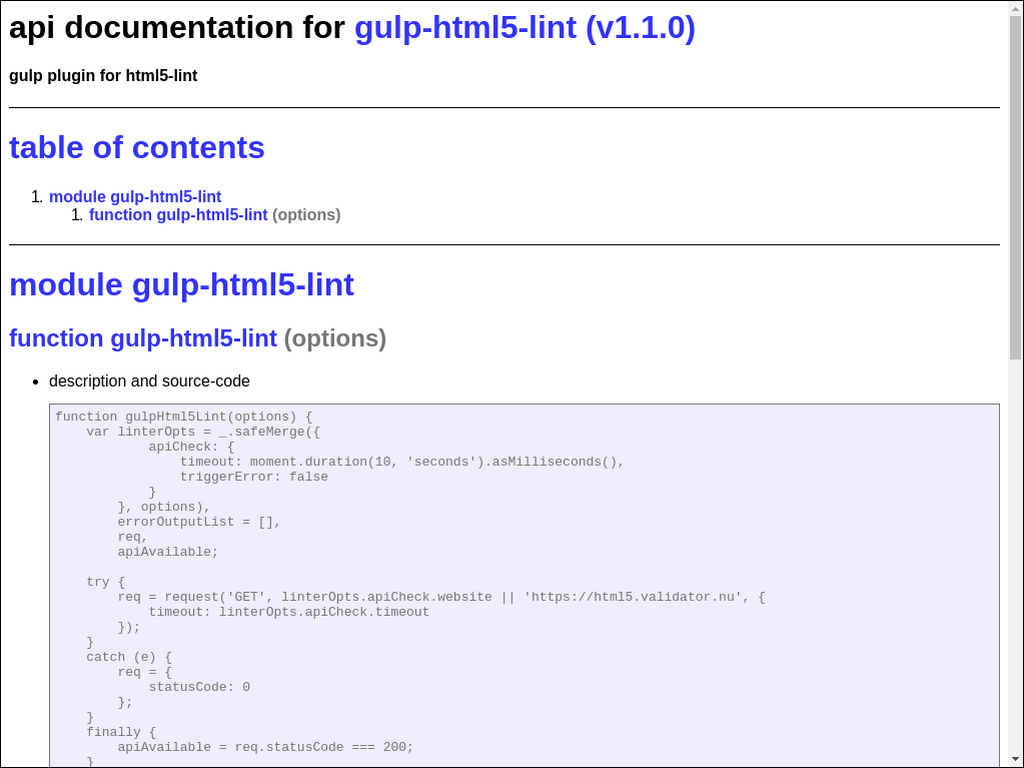 api documentation for gulp-html5-lint (v1.1.0)
gulp plugin for html5-lint
table of contents
1. module gulp-html5-lint
1. function gulp-html5-lint (options)
module gulp-html5-lint
function gulp-html5-lint (options)
• description and source-code
function gulpHtml5Lint(options) {
    var linterOpts = _.safeMerge({
            apiCheck: {
                timeout: moment.duration(10, 'seconds').asMilliseconds(),
                triggerError: false
            }
        }, options),
        errorOutputList = [],
        req,
        apiAvailable;

    try {
        req = request('GET', linterOpts.apiCheck.website || 'https://html5.validator.nu', {
            timeout: linterOpts.apiCheck.timeout
        });
    }
    catch (e) {
        req = {
            statusCode: 0
        };
    }
    finally {
        apiAvailable = req.statusCode === 200;
    }